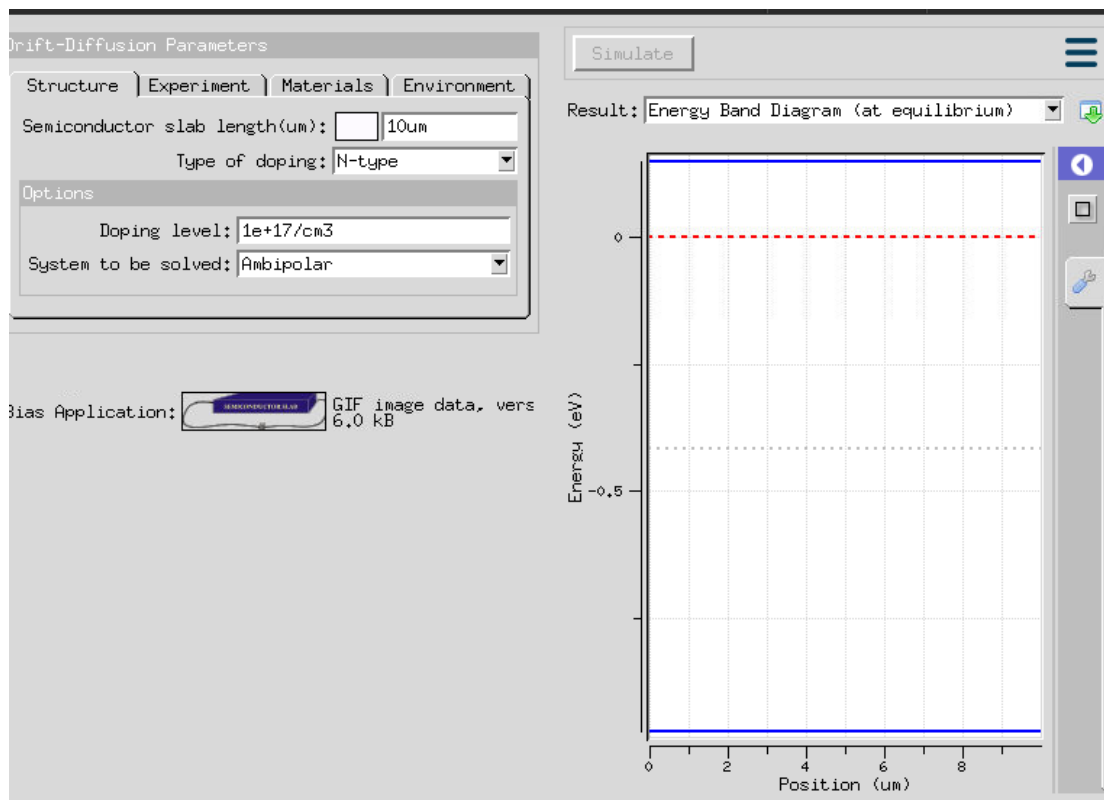 Drift-Diffusion Parameters
Structure Experiment Materials Environment
Semiconductor slab length(um): 10um
Type of doping: N-type
Options
Doping level: 1e+17/cm3
System to be solved: Ambipolar
Bias Application: SEMICONDUCTOR SLAB GIF image data, vers
6.0 kB
Simulate
Result: Energy Band Diagram (at equilibrium)
0
-0.5
Energy (eV)
0 2 4 6 8
Position (um)